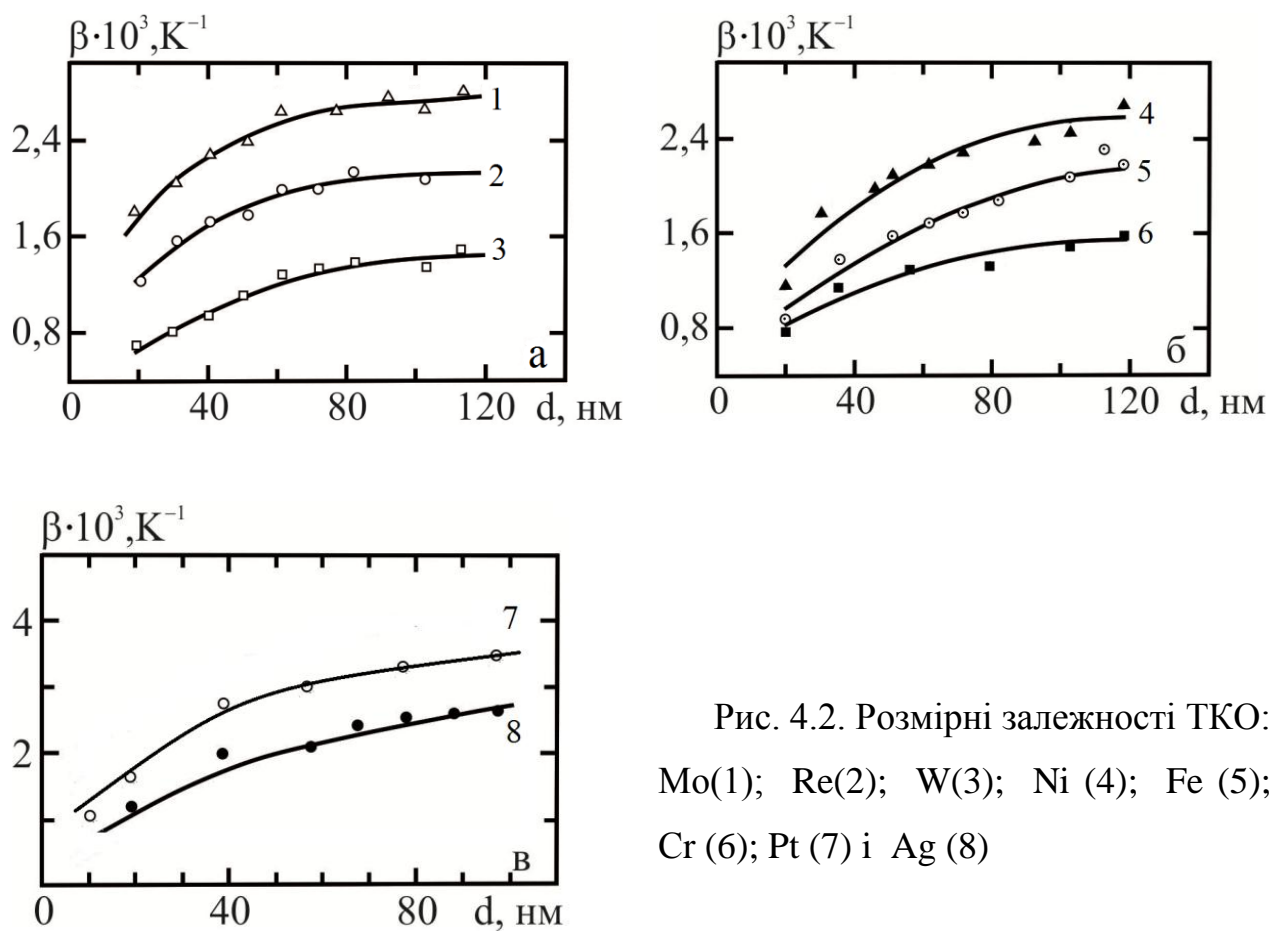 β·10³,K⁻¹
2,4
1,6
0,8
1
2
3
а
0 40 80 120 d, нм
β·10³,K⁻¹
2,4
1,6
0,8
4
5
6
б
0 40 80 120 d, нм
β·10³,K⁻¹
4
2
7
8
в
0 40 80 d, нм
Рис. 4.2. Розмірні залежності ТКО:
Mo(1); Re(2); W(3); Ni (4); Fe (5);
Cr (6); Pt (7) і Ag (8)